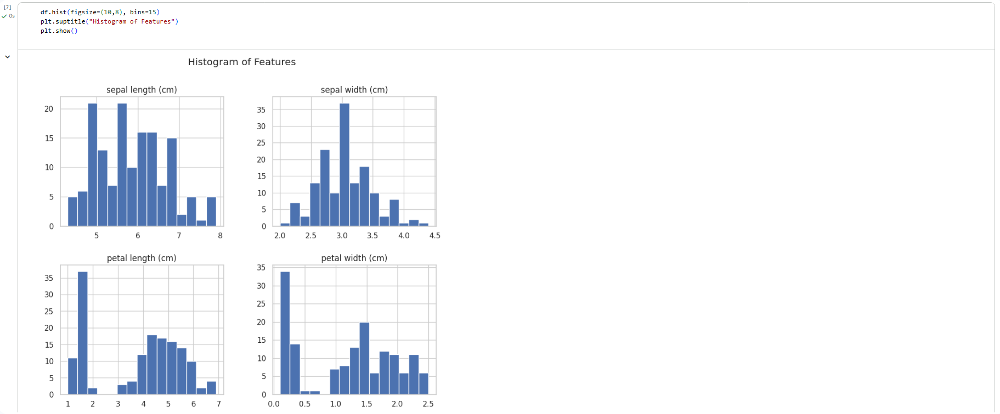 [7]
0s
df.hist(figsize=(10,8), bins=15)
plt.suptitle("Histogram of Features")
plt.show()
Histogram of Features
sepal length (cm)
20
15
10
5
0
5 6 7 8
sepal width (cm)
35
30
25
20
15
10
5
0
2.0 2.5 3.0 3.5 4.0 4.5
petal length (cm)
35
30
25
20
15
10
5
0
1 2 3 4 5 6 7
petal width (cm)
35
30
25
20
15
10
5
0
0.0 0.5 1.0 1.5 2.0 2.5